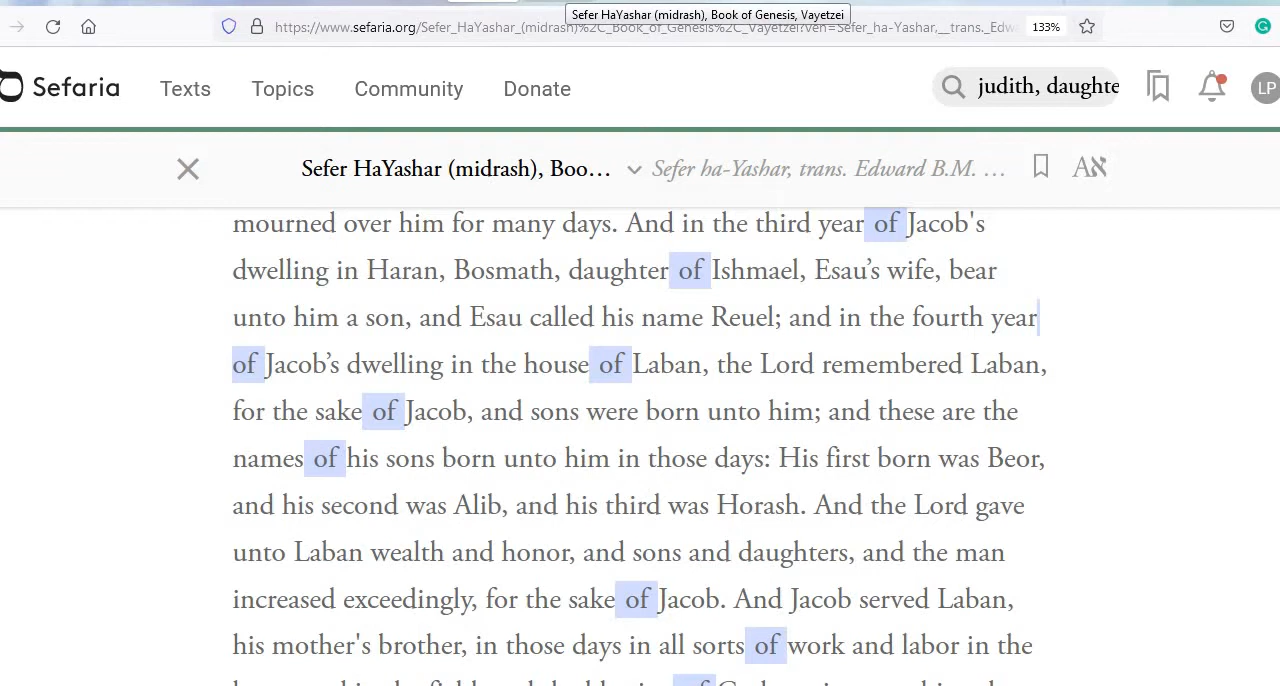 Sefer HaYashar (midrash), Book of Genesis, Vayetzei
https://www.sefaria.org/Sefer_HaYashar_(midrash)%2C_Book_of_Genesis%2C_Vayetzei?ven=Sefer_ha-Yashar,__trans._Edw
133%
Sefaria Texts Topics Community Donate judith, daughte LP
Sefer HaYashar (midrash), Boo... Sefer ha-Yashar, trans. Edward B.M. ... Aא
mourned over him for many days. And in the third year of Jacob's
dwelling in Haran, Bosmath, daughter of Ishmael, Esau’s wife, bear
unto him a son, and Esau called his name Reuel; and in the fourth year
of Jacob’s dwelling in the house of Laban, the Lord remembered Laban,
for the sake of Jacob, and sons were born unto him; and these are the
names of his sons born unto him in those days: His first born was Beor,
and his second was Alib, and his third was Horash. And the Lord gave
unto Laban wealth and honor, and sons and daughters, and the man
increased exceedingly, for the sake of Jacob. And Jacob served Laban,
his mother's brother, in those days in all sorts of work and labor in the
of